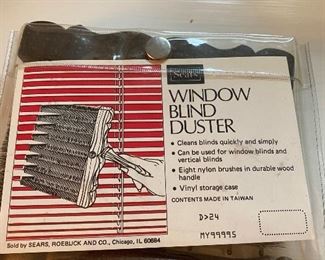 Sears
WINDOW
BLIND
DUSTER
• Cleans blinds quickly and simply
• Can be used for window blinds and
vertical blinds
• Eight nylon brushes in durable wood
handle
• Vinyl storage case
CONTENTS MADE IN TAIWAN
D>24
MY99995
Sold by SEARS, ROEBUCK AND CO., Chicago, IL 60684